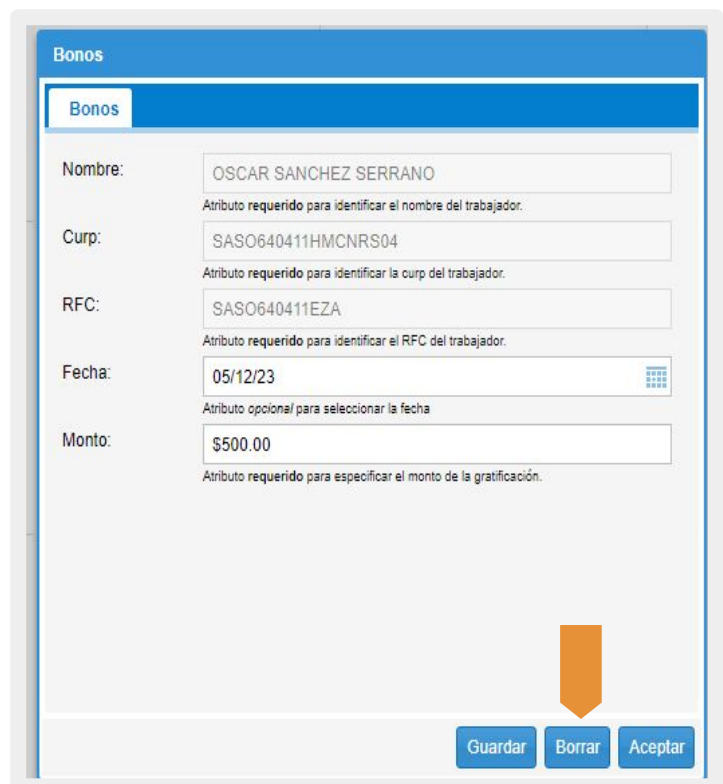 Bonos
Bonos
Nombre: OSCAR SANCHEZ SERRANO
Atributo requerido para identificar el nombre del trabajador.
Curp: SASO640411HMCNRS04
Atributo requerido para identificar la curp del trabajador.
RFC: SASO640411EZA
Atributo requerido para identificar el RFC del trabajador.
Fecha: 05/12/23
Atributo opcional para seleccionar la fecha
Monto: $500.00
Atributo requerido para especificar el monto de la gratificación.
Guardar Borrar Aceptar